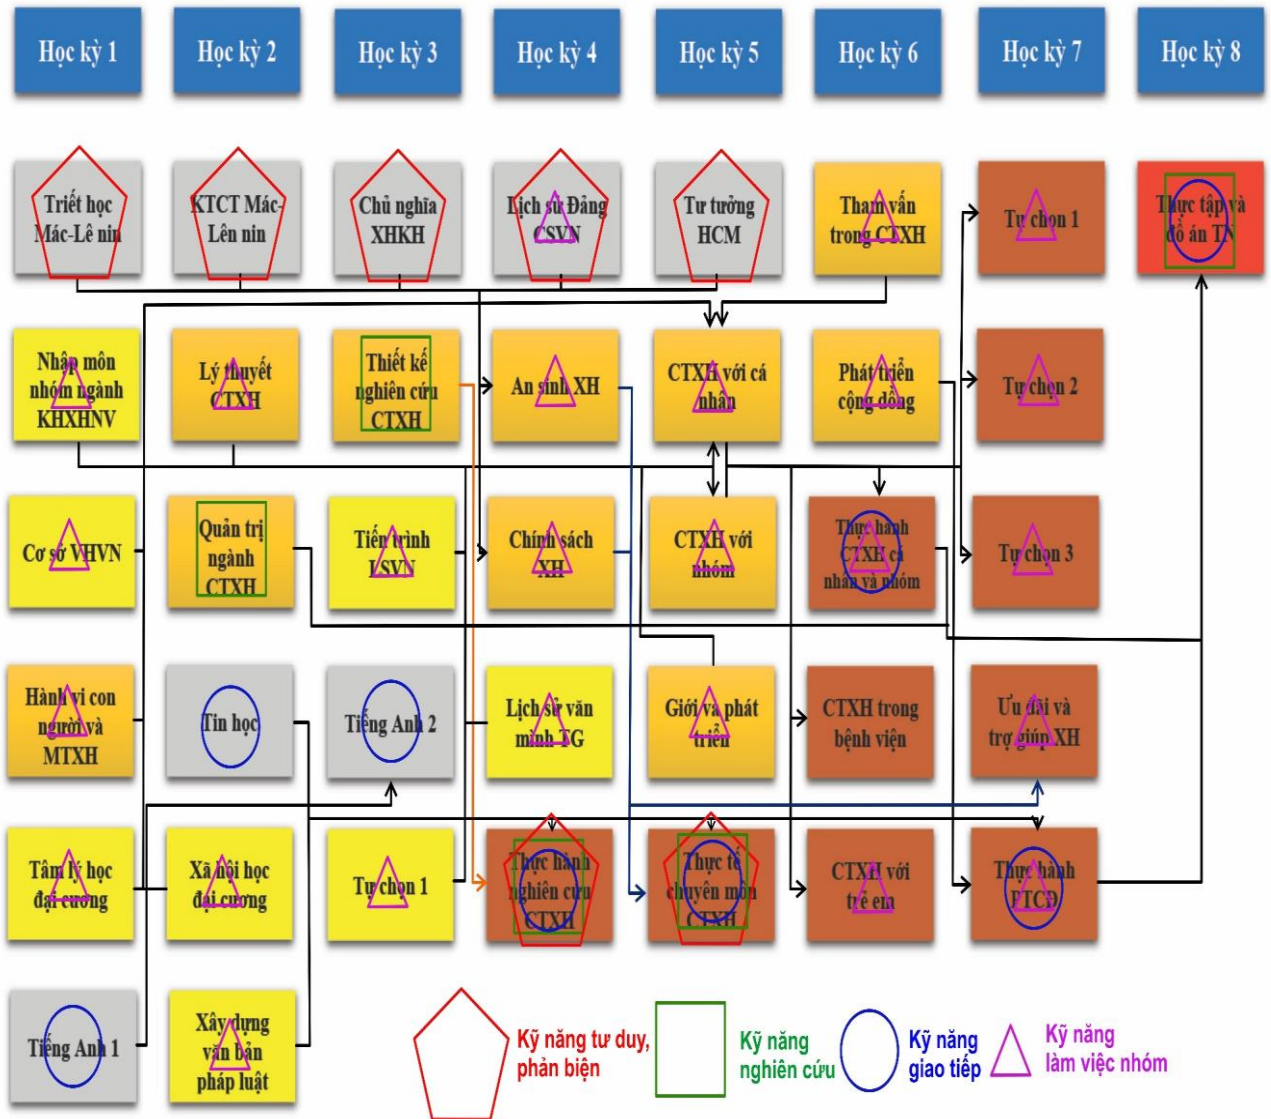 Học kỳ 1
Học kỳ 2
Học kỳ 3
Học kỳ 4
Học kỳ 5
Học kỳ 6
Học kỳ 7
Học kỳ 8
Triết học
Mác-Lê nin
KTCT Mác-
Lên nin
Chủ nghĩa
XHKH
Lịch sử Đảng
CSVN
Tư tưởng
HCM
Tham vấn
trong CTXH
Tự chọn 1
Thực tập và
đồ án TN
Nhập môn
nhóm ngành
KHXHNV
Lý thuyết
CTXH
Thiết kế
nghiên cứu
CTXH
An sinh XH
CTXH với cá
nhân
Phát triển
cộng đồng
Tự chọn 2
Cơ sở VHVN
Quản trị
ngành
CTXH
Tiến trình
LSVN
Chính sách
XH
CTXH với
nhóm
Thực hành
CTXH cá
nhân và nhóm
Tự chọn 3
Hành vi con
người và
MTXH
Tin học
Tiếng Anh 2
Lịch sử văn
minh TG
Giới và phát
triển
CTXH trong
bệnh viện
Ưu đãi và
trợ giúp XH
Tâm lý học
đại cương
Xã hội học
đại cương
Tự chọn 1
Thực hành
nghiên cứu
CTXH
Thực tế
chuyên môn
CTXH
CTXH với
trẻ em
Thực hành
PTCĐ
Tiếng Anh 1
Xây dựng
văn bản
pháp luật
Kỹ năng tư duy,
phản biện
Kỹ năng
nghiên cứu
Kỹ năng
giao tiếp
Kỹ năng
làm việc nhóm